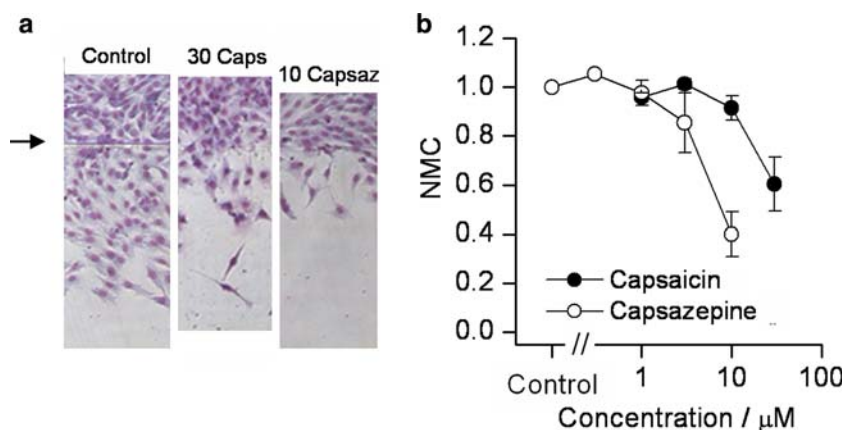 a
Control
30 Caps
10 Capsaz
b
NMC
1.2
1.0
0.8
0.6
0.4
0.2
0.0
Capsaicin
Capsazepine
Control
//
1
10
100
Concentration / μM